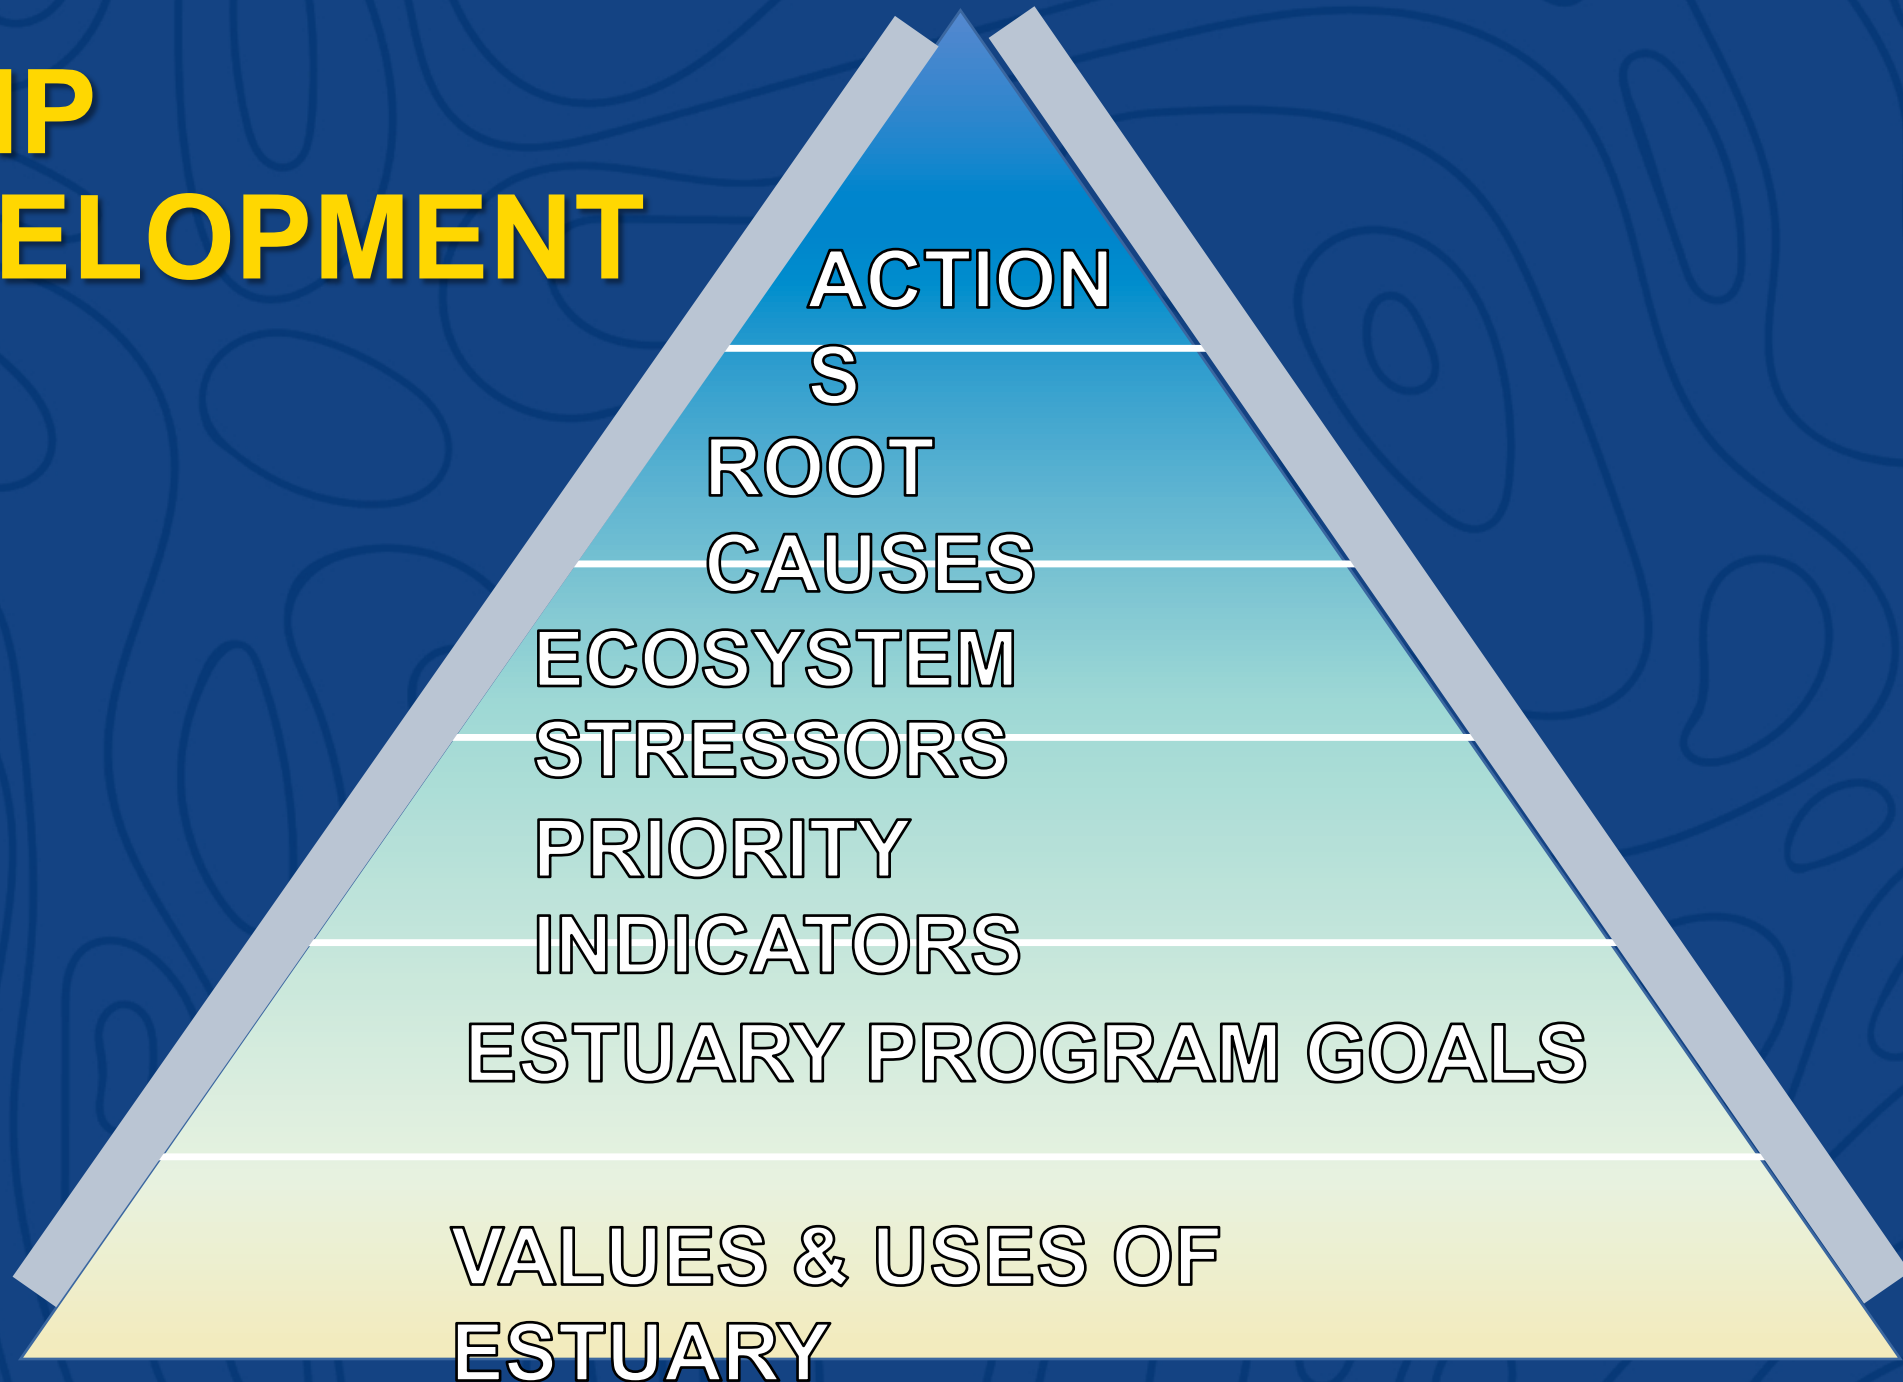 IP
ELOPMENT
ACTION
S
ROOT
CAUSES
ECOSYSTEM
STRESSORS
PRIORITY
INDICATORS
ESTUARY PROGRAM GOALS
VALUES & USES OF
ESTUARY